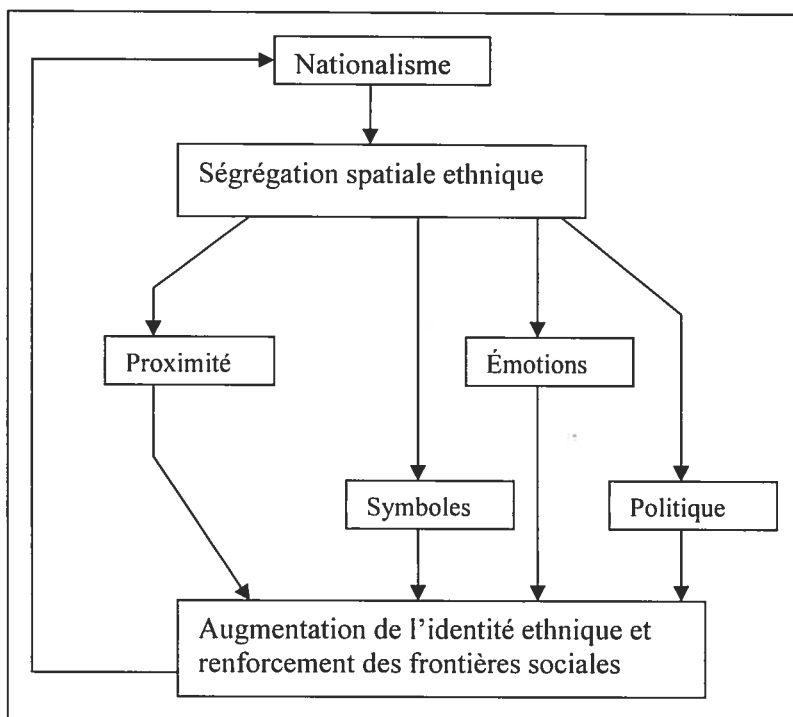 Nationalisme
Ségrégation spatiale ethnique
Proximité
Émotions
Symboles
Politique
Augmentation de l'identité ethnique et
renforcement des frontières sociales